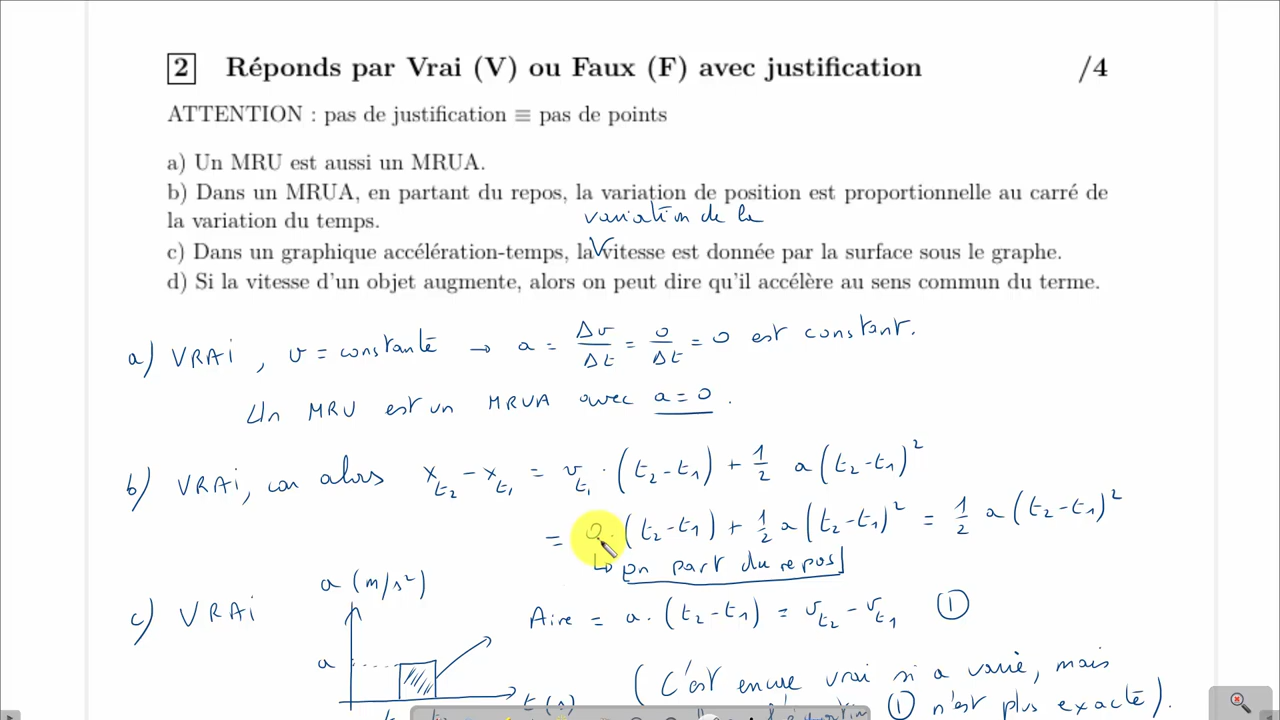 2 Réponds par Vrai (V) ou Faux (F) avec justification /4
ATTENTION : pas de justification ≡ pas de points
a) Un MRU est aussi un MRUA.
b) Dans un MRUA, en partant du repos, la variation de position est proportionnelle au carré de
la variation du temps.
variation de la
c) Dans un graphique accélération-temps, la vitesse est donnée par la surface sous le graphe.
d) Si la vitesse d'un objet augmente, alors on peut dire qu'il accélère au sens commun du terme.
a) VRAI, v = constante → a = Δv/Δt = 0/Δt = 0 est constant.
Un MRU est un MRUA avec a = 0.
b) VRAI, car alors x_t2 - x_t1 = v_t1 · (t2 - t1) + 1/2 a (t2 - t1)²
= 0 · (t2 - t1) + 1/2 a (t2 - t1)² = 1/2 a (t2 - t1)²
↳ on part du repos
a (m/s²)
c) VRAI
Aire = a · (t2 - t1) = v_t2 - v_t1 ①
a
(C'est encore vrai si a varie, mais
t (s)
① n'est plus exacte).